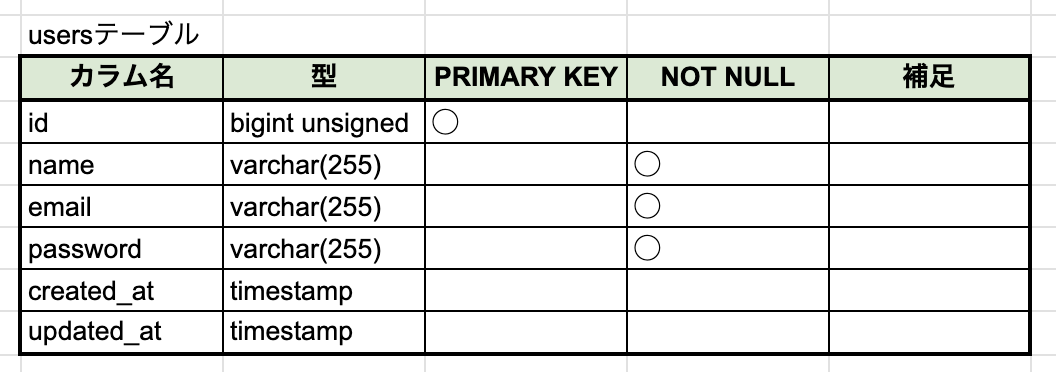 usersテーブル
カラム名 型 PRIMARY KEY NOT NULL 補足
id bigint unsigned ○
name varchar(255) ○
email varchar(255) ○
password varchar(255) ○
created_at timestamp
updated_at timestamp